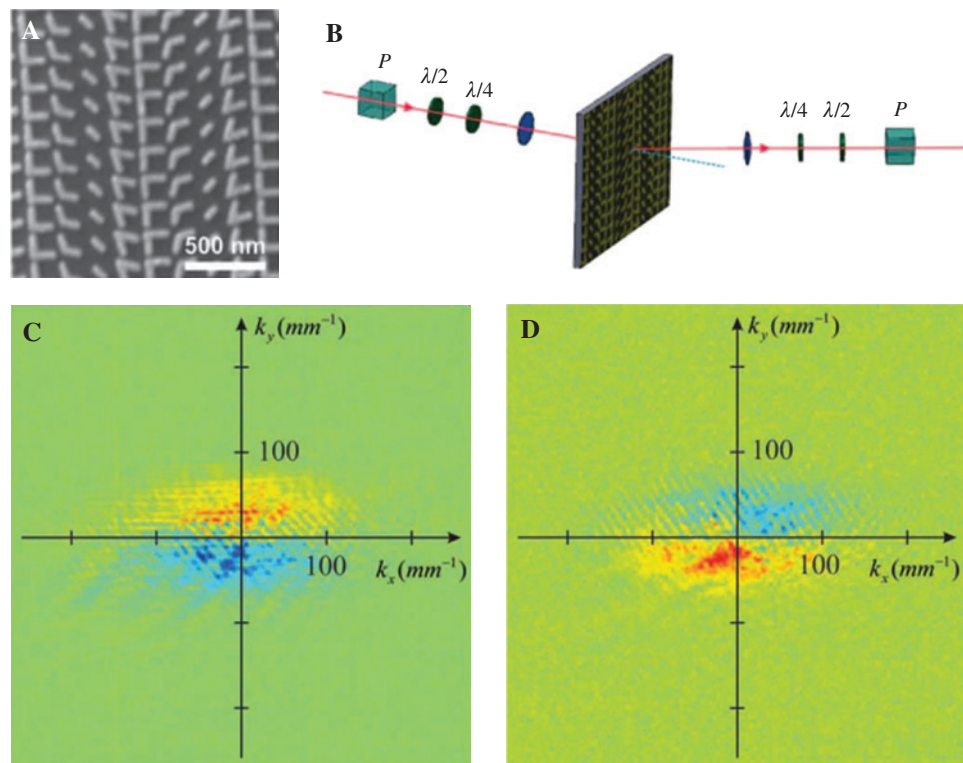 A
500 nm
B
P
λ/2
λ/4
λ/4
λ/2
P
C
k_y (mm⁻¹)
100
100
k_x (mm⁻¹)
D
k_y (mm⁻¹)
100
100
k_x (mm⁻¹)